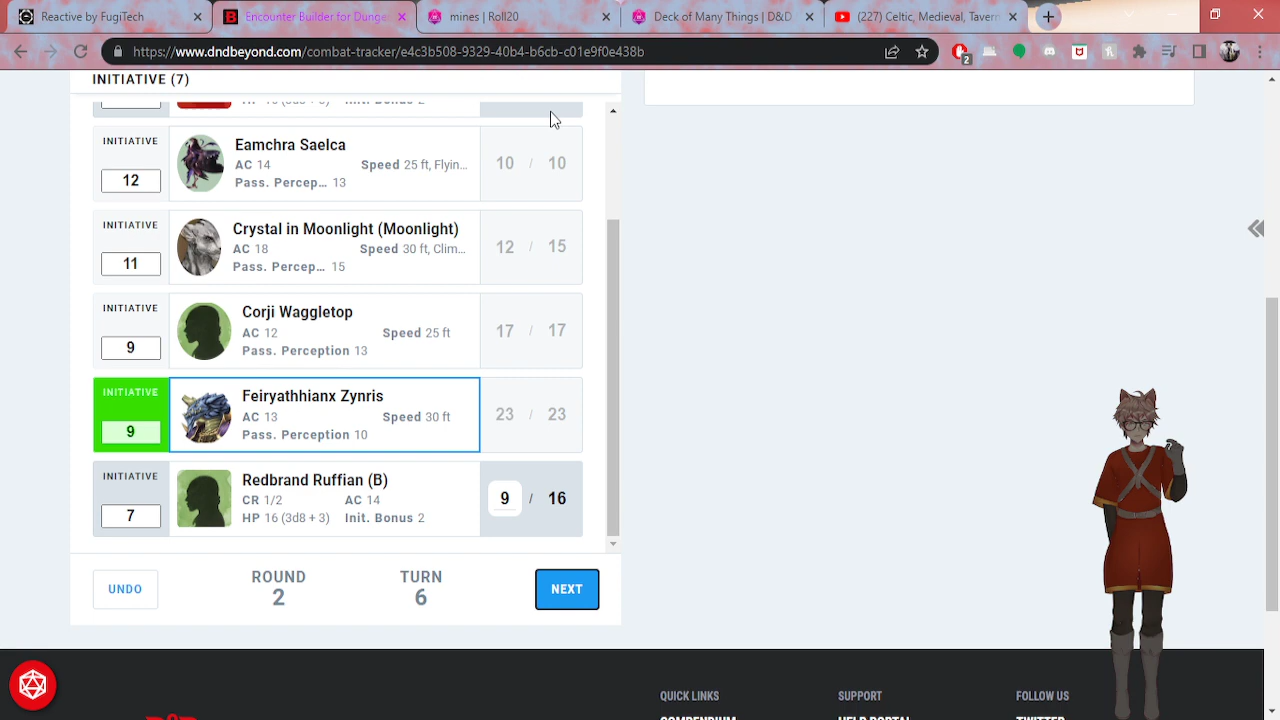 Reactive by FugiTech
Encounter Builder for Dunge
mines | Roll20
Deck of Many Things | D&D
(227) Celtic, Medieval, Tavern
https://www.dndbeyond.com/combat-tracker/e4c3b508-9329-40b4-b6cb-c01e9f0e438b
2
INITIATIVE (7)
INITIATIVE
12
Eamchra Saelca
AC 14 Speed 25 ft, Flyin...
Pass. Percep... 13
10 / 10
INITIATIVE
11
Crystal in Moonlight (Moonlight)
AC 18 Speed 30 ft, Clim...
Pass. Percep... 15
12 / 15
INITIATIVE
9
Corji Waggletop
AC 12 Speed 25 ft
Pass. Perception 13
17 / 17
INITIATIVE
9
Feiryathhianx Zynris
AC 13 Speed 30 ft
Pass. Perception 10
23 / 23
INITIATIVE
7
Redbrand Ruffian (B)
CR 1/2 AC 14
HP 16 (3d8 + 3) Init. Bonus 2
9 / 16
UNDO
ROUND
2
TURN
6
NEXT
QUICK LINKS
SUPPORT
FOLLOW US
COMPENDIUM
HELP PORTAL
TWITTER